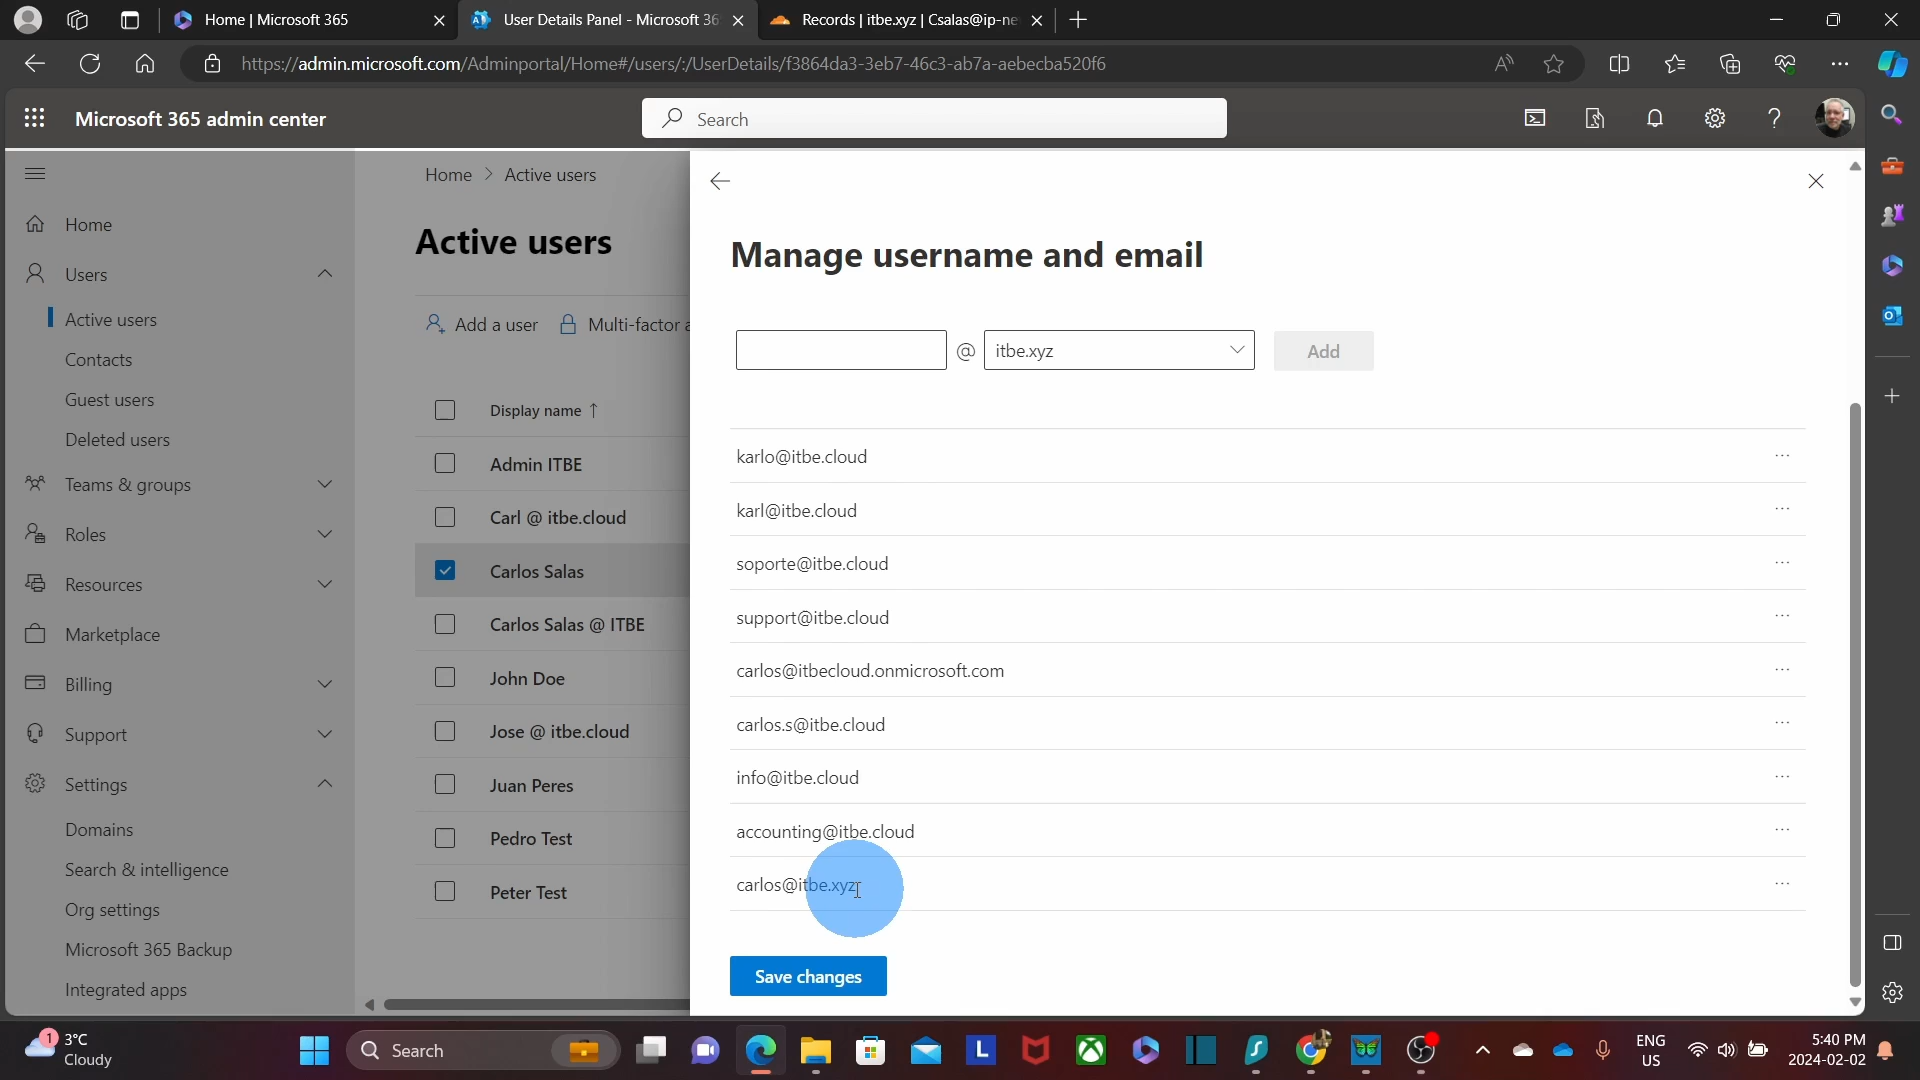 Home | Microsoft 365
User Details Panel - Microsoft 36
Records | itbe.xyz | Csalas@ip-ne
https://admin.microsoft.com/Adminportal/Home#/users/:/UserDetails/f3864da3-3eb7-46c3-ab7a-aebecba520f6
Microsoft 365 admin center
Search
Home
Users
Active users
Contacts
Guest users
Deleted users
Teams & groups
Roles
Resources
Marketplace
Billing
Support
Settings
Domains
Search & intelligence
Org settings
Microsoft 365 Backup
Integrated apps
Home > Active users
Active users
Add a user
Multi-factor a
Display name ↑
Admin ITBE
Carl @ itbe.cloud
Carlos Salas
Carlos Salas @ ITBE
John Doe
Jose @ itbe.cloud
Juan Peres
Pedro Test
Peter Test
Manage username and email
@ itbe.xyz
Add
karlo@itbe.cloud
karl@itbe.cloud
soporte@itbe.cloud
support@itbe.cloud
carlos@itbecloud.onmicrosoft.com
carlos.s@itbe.cloud
info@itbe.cloud
accounting@itbe.cloud
carlos@itbe.xyz
Save changes
1
3°C
Cloudy
Search
L
ENG
US
5:40 PM
2024-02-02